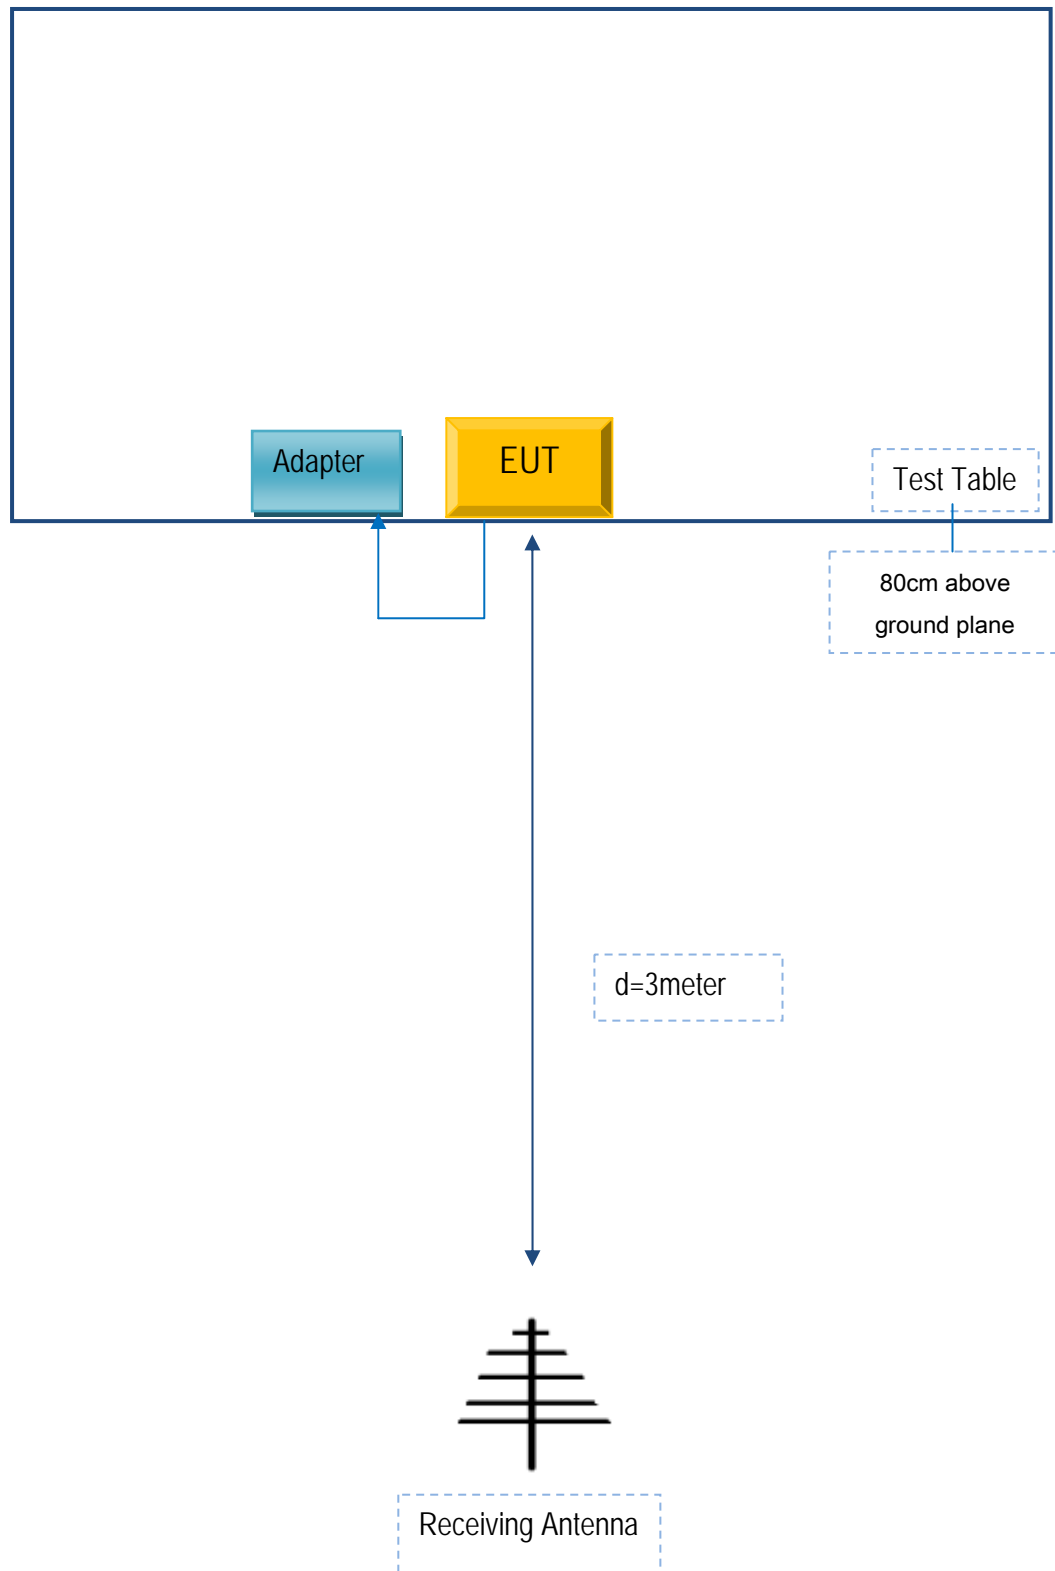 Adapter
EUT
Test Table
80cm above
ground plane
d=3meter
Receiving Antenna